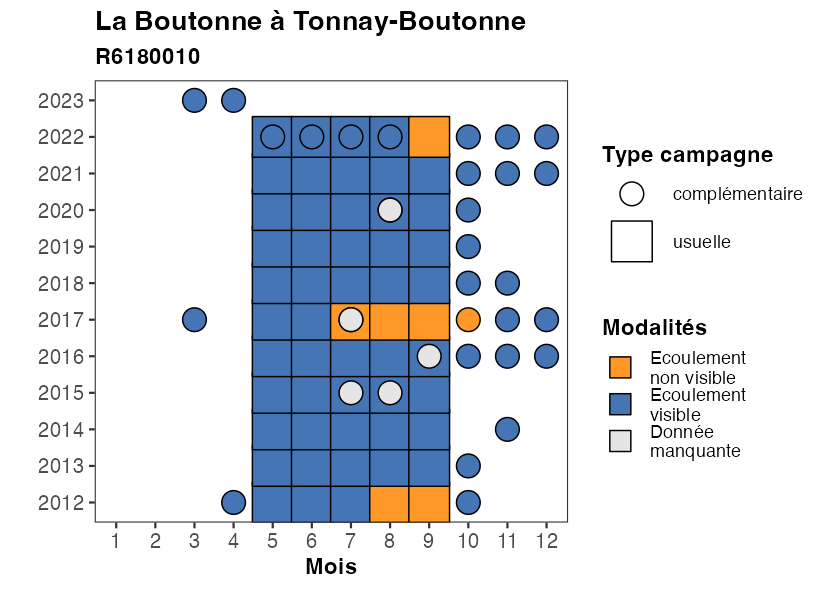 La Boutonne à Tonnay-Boutonne
R6180010
2023
2022
2021
2020
2019
2018
2017
2016
2015
2014
2013
2012
1 2 3 4 5 6 7 8 9 10 11 12
Mois
Type campagne
complémentaire
usuelle
Modalités
Ecoulement
non visible
Ecoulement
visible
Donnée
manquante